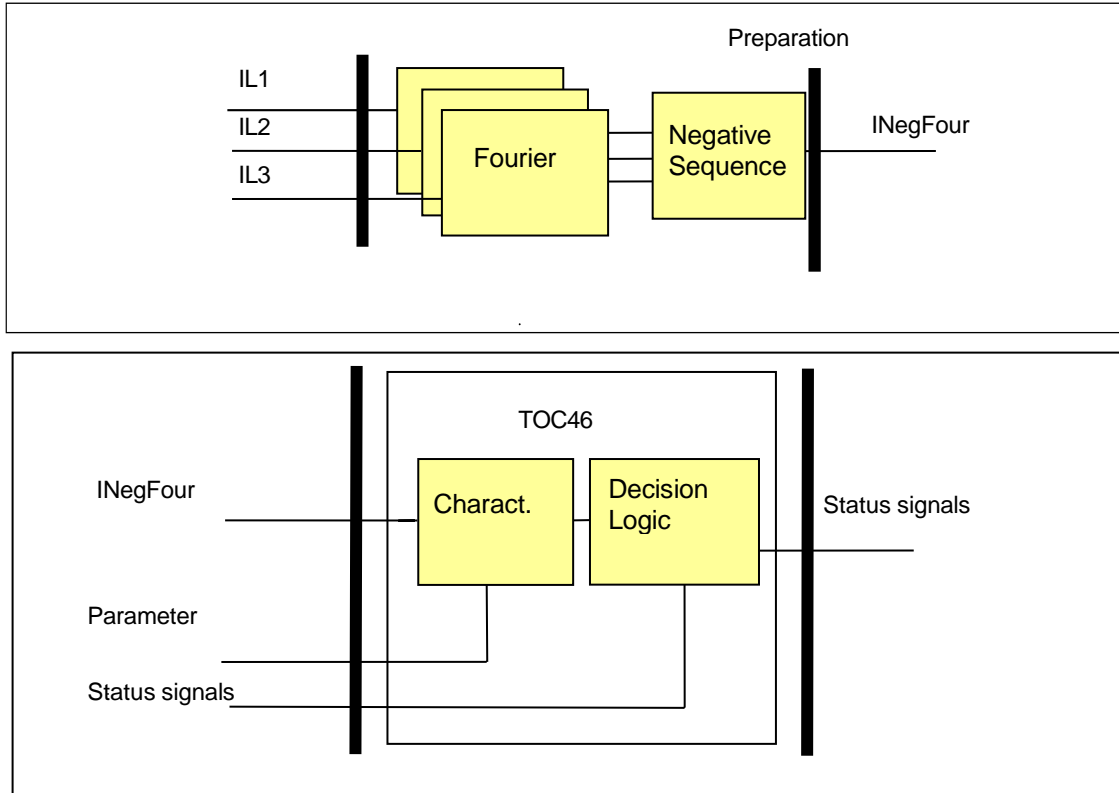 Preparation
IL1
IL2
IL3
Fourier
Negative
Sequence
INegFour
.
TOC46
INegFour
Charact.
Decision
Logic
Status signals
Parameter
Status signals